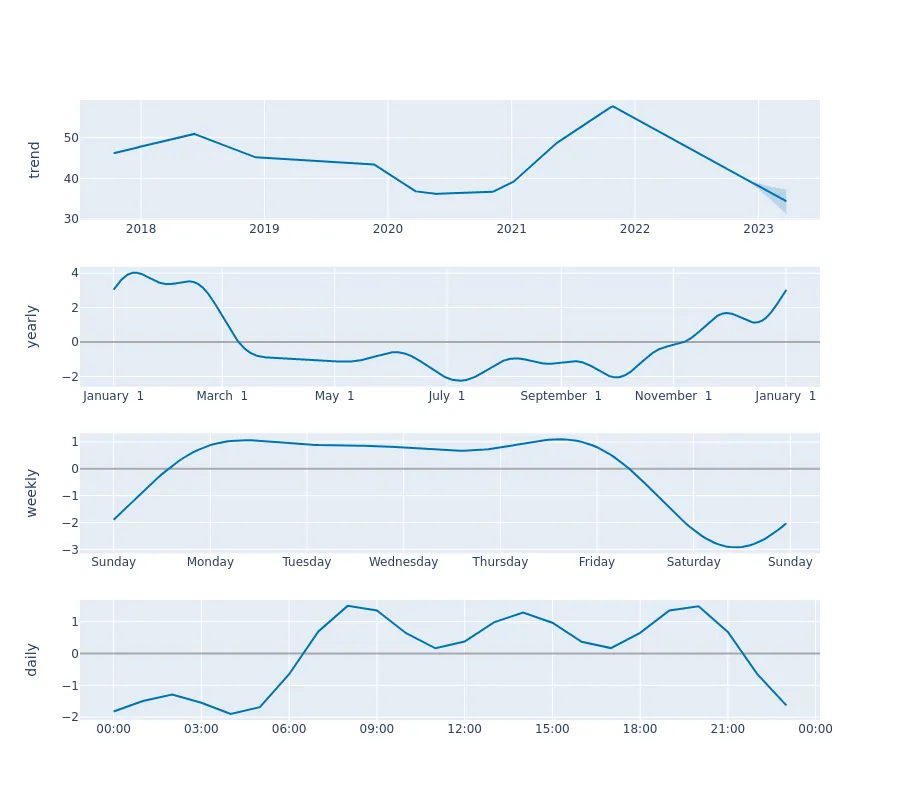 trend
50
40
30
2018 2019 2020 2021 2022 2023
yearly
4
2
0
−2
January 1 March 1 May 1 July 1 September 1 November 1 January 1
weekly
1
0
−1
−2
−3
Sunday Monday Tuesday Wednesday Thursday Friday Saturday Sunday
daily
1
0
−1
−2
00:00 03:00 06:00 09:00 12:00 15:00 18:00 21:00 00:00